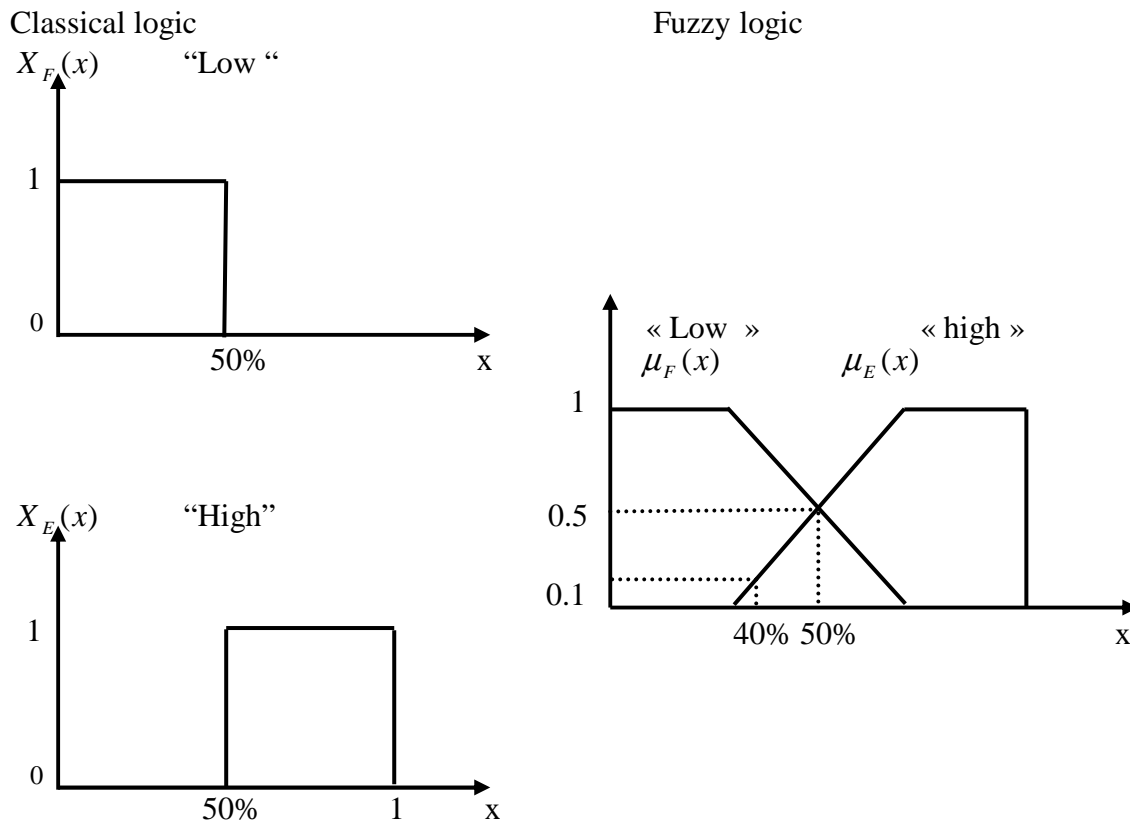 Classical logic
Fuzzy logic
X_F(x) “Low “
1
0
50% x
« Low » « high »
μ_F(x) μ_E(x)
1
0.5
0.1
40% 50% x
X_E(x) “High”
1
0
50% 1 x